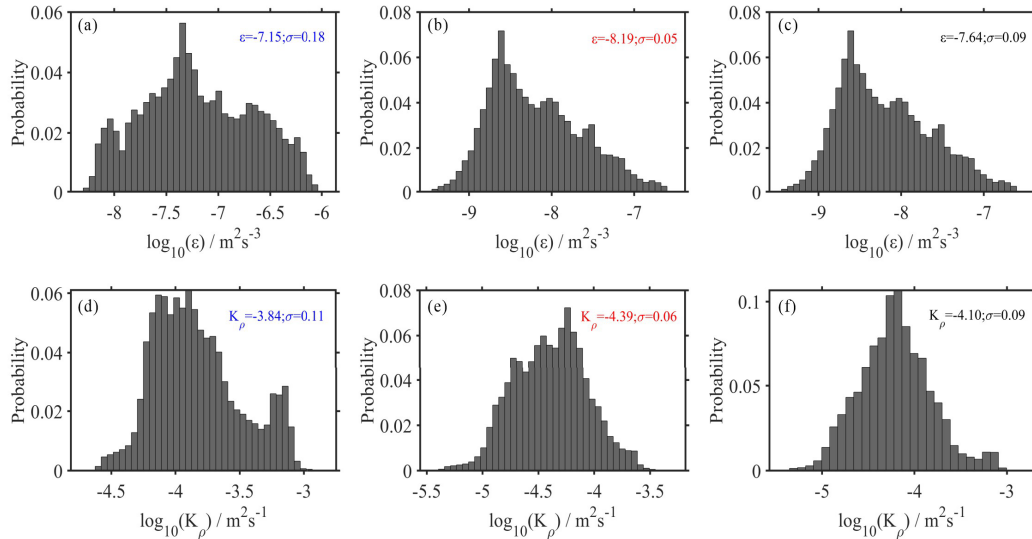 (a)
ε=-7.15;σ=0.18
Probability
0.06
0.04
0.02
0
-8 -7.5 -7 -6.5 -6
log10(ε) / m2s-3
(b)
ε=-8.19;σ=0.05
Probability
0.08
0.06
0.04
0.02
0
-9 -8 -7
log10(ε) / m2s-3
(c)
ε=-7.64;σ=0.09
Probability
0.08
0.06
0.04
0.02
0
-9 -8 -7
log10(ε) / m2s-3
(d)
Kρ=-3.84;σ=0.11
Probability
0.06
0.04
0.02
0
-4.5 -4 -3.5 -3
log10(Kρ) / m2s-1
(e)
Kρ=-4.39;σ=0.06
Probability
0.08
0.06
0.04
0.02
0
-5.5 -5 -4.5 -4 -3.5
log10(Kρ) / m2s-1
(f)
Kρ=-4.10;σ=0.09
Probability
0.1
0.05
0
-5 -4 -3
log10(Kρ) / m2s-1